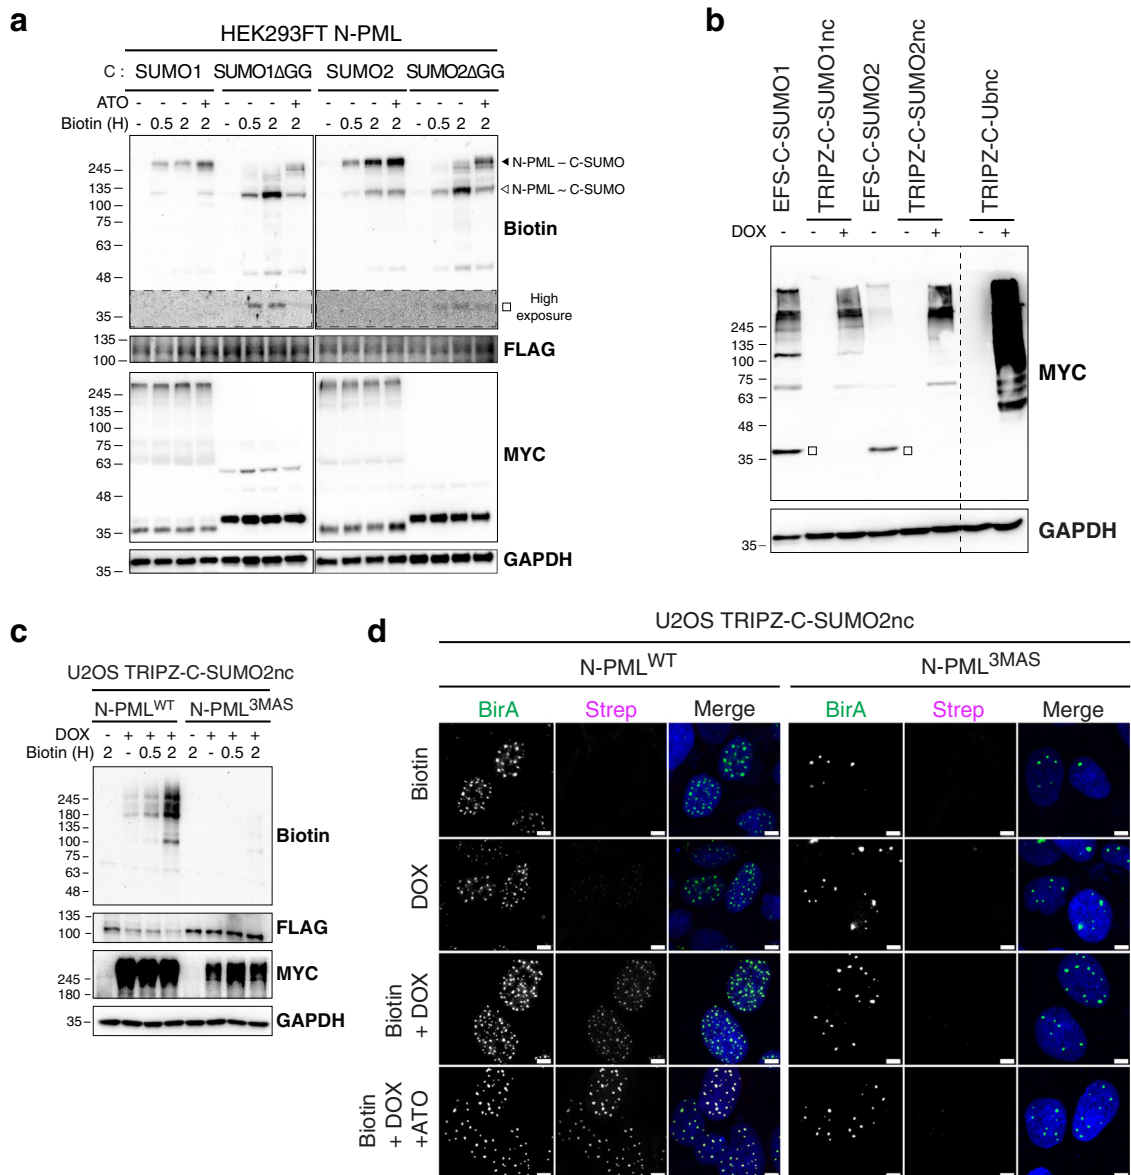 a
HEK293FT N-PML
C : SUMO1 SUMO1ΔGG SUMO2 SUMO2ΔGG
ATO - - - + - - - + - - - + - - - +
Biotin (H) - 0.5 2 2 - 0.5 2 2 - 0.5 2 2 - 0.5 2 2
245
135
100
75
63
48
35
N-PML – C-SUMO
N-PML ~ C-SUMO
Biotin
High
exposure
135
100
FLAG
245
135
100
75
63
48
35
MYC
35
GAPDH
b
EFS-C-SUMO1
TRIPZ-C-SUMO1nc
EFS-C-SUMO2
TRIPZ-C-SUMO2nc
TRIPZ-C-Ubnc
DOX - - + - - + - +
245
135
100
75
63
48
35
MYC
35
GAPDH
c
U2OS TRIPZ-C-SUMO2nc
N-PMLWT N-PML3MAS
DOX - + + + - + + +
Biotin (H) 2 - 0.5 2 2 - 0.5 2
245
180
135
100
75
63
48
Biotin
135
100
FLAG
245
180
MYC
35
GAPDH
d
U2OS TRIPZ-C-SUMO2nc
N-PMLWT N-PML3MAS
BirA Strep Merge BirA Strep Merge
Biotin
DOX
Biotin
+ DOX
Biotin
+ DOX
+ATO